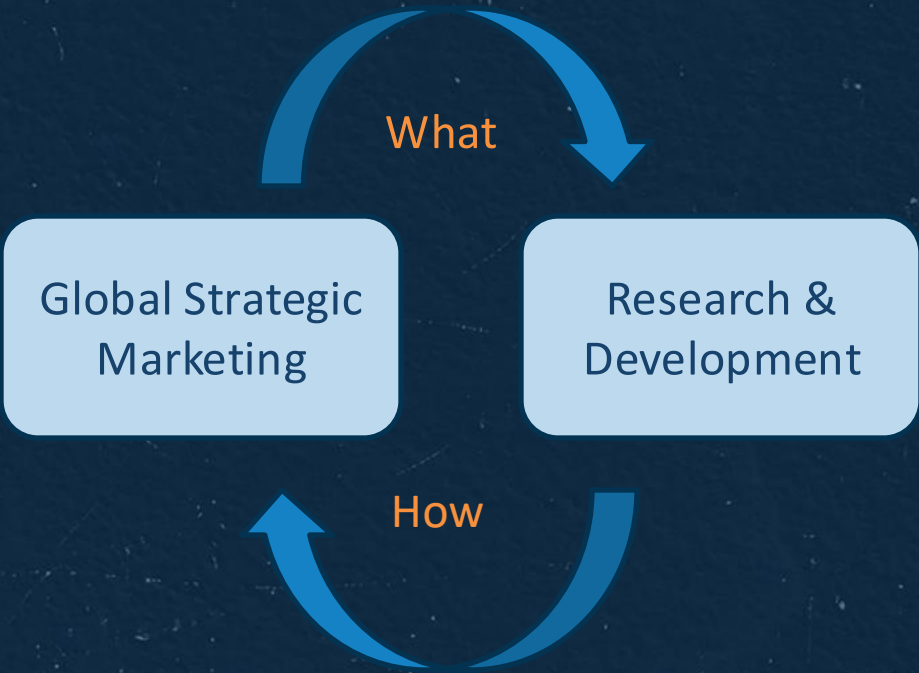 What
Global Strategic
Marketing
Research &
Development
How